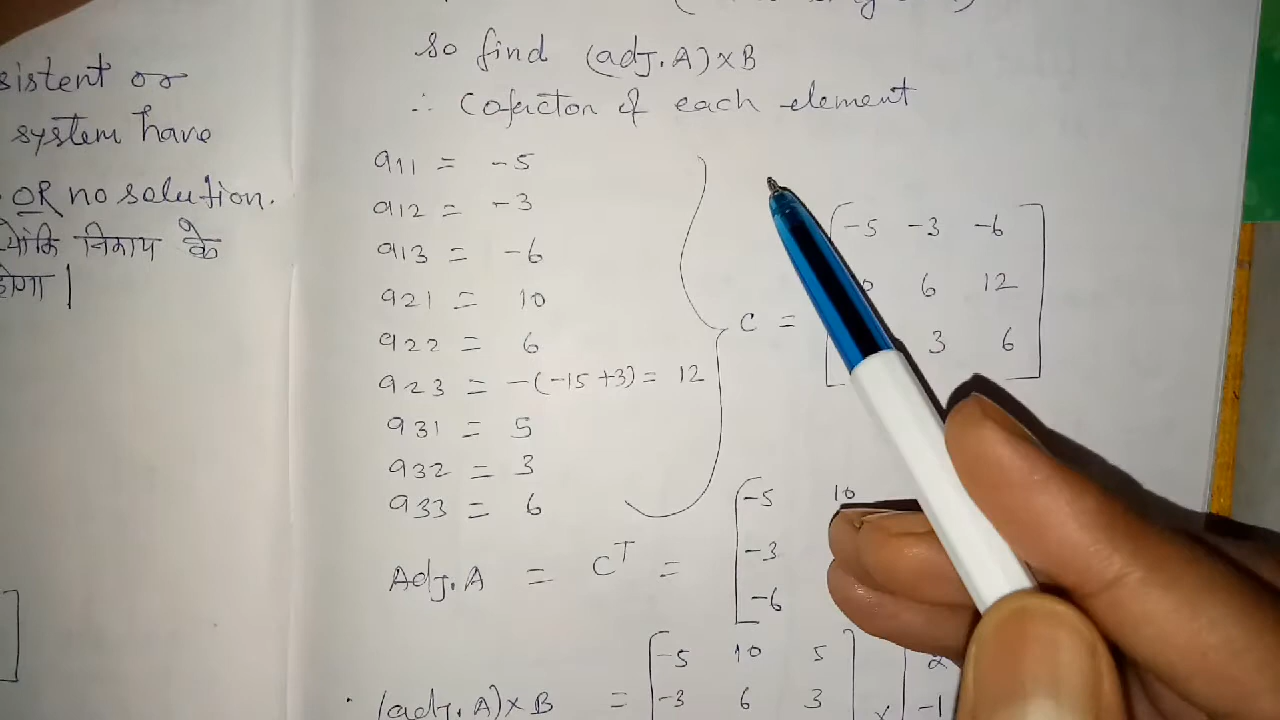 sistent or
system have
OR no solution.
निकाय के
होगा |
so find (adj.A)×B
∴ Cofactor of each element
a11 = -5
a12 = -3
a13 = -6
a21 = 10
a22 = 6
a23 = -(-15+3) = 12
a31 = 5
a32 = 3
a33 = 6
C =
-5 -3 -6
6 12
3 6
Adj.A = C^T =
-5 10
-3
-6
(adj.A)×B =
-5 10 5
-3 6 3 ×
2
-1